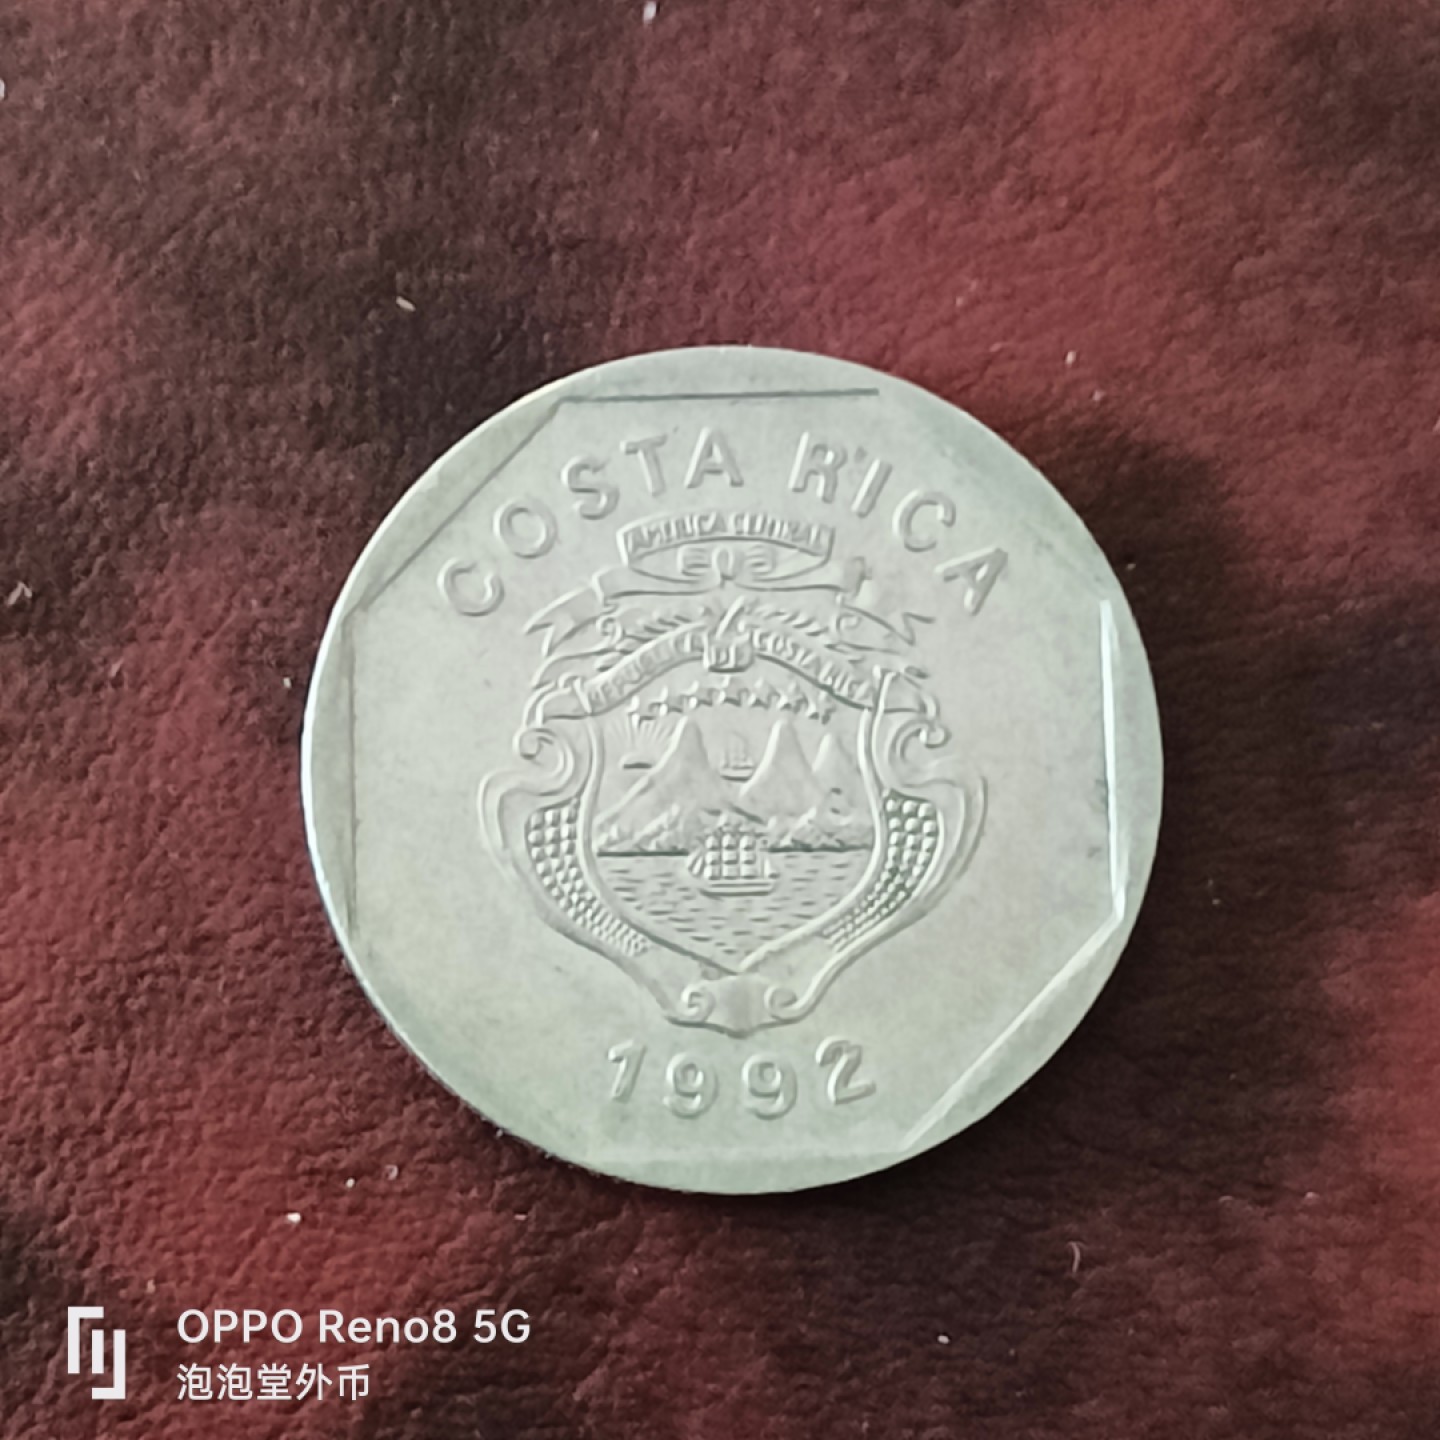 COSTA RICA
AMERICA CENTRAL
REPUBLICA DE COSTA RICA
1992
OPPO Reno8 5G
泡泡堂外币